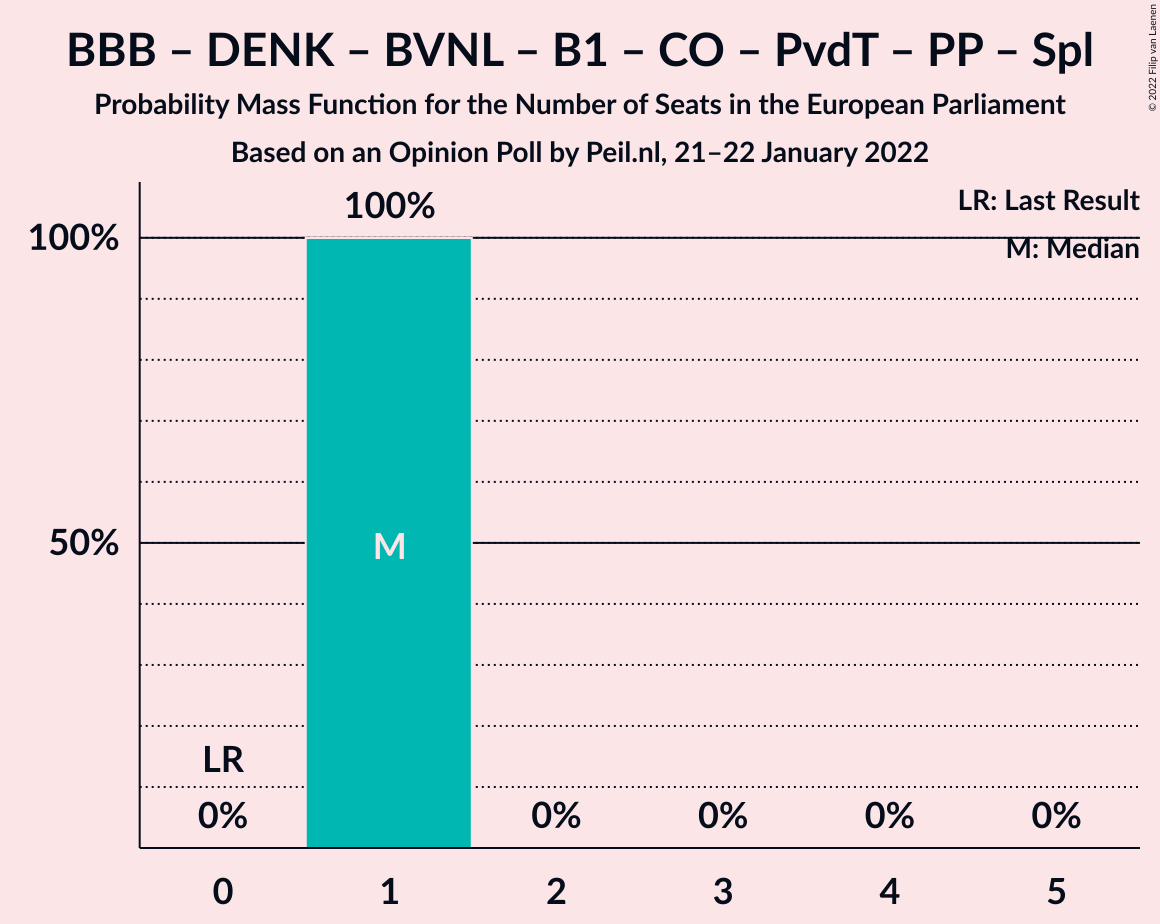 BBB – DENK – BVNL – B1 – CO – PvdT – PP – Spl
Probability Mass Function for the Number of Seats in the European Parliament
Based on an Opinion Poll by Peil.nl, 21–22 January 2022
© 2022 Filip van Laenen
LR: Last Result
M: Median
100%
100%
50%
M
LR
0%
0%
0%
0%
0%
0
1
2
3
4
5